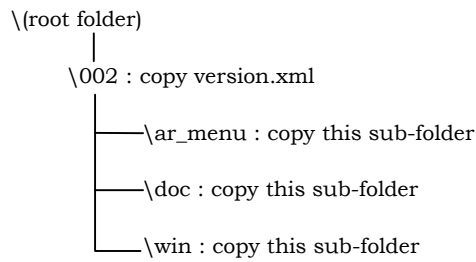 \(root folder)
\002 : copy version.xml
\ar_menu : copy this sub-folder
\doc : copy this sub-folder
\win : copy this sub-folder